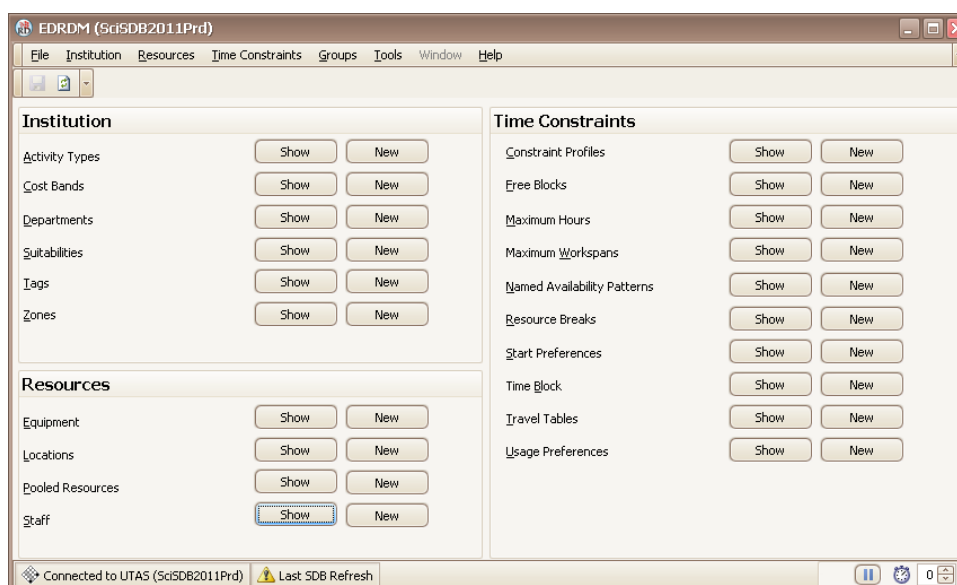 EDRDM (SciSDB2011Prd)
File Institution Resources Time Constraints Groups Tools Window Help
Institution
Activity Types Show New
Cost Bands Show New
Departments Show New
Suitabilities Show New
Tags Show New
Zones Show New
Resources
Equipment Show New
Locations Show New
Pooled Resources Show New
Staff Show New
Time Constraints
Constraint Profiles Show New
Free Blocks Show New
Maximum Hours Show New
Maximum Workspans Show New
Named Availability Patterns Show New
Resource Breaks Show New
Start Preferences Show New
Time Block Show New
Travel Tables Show New
Usage Preferences Show New
Connected to UTAS (SciSDB2011Prd) Last SDB Refresh 0